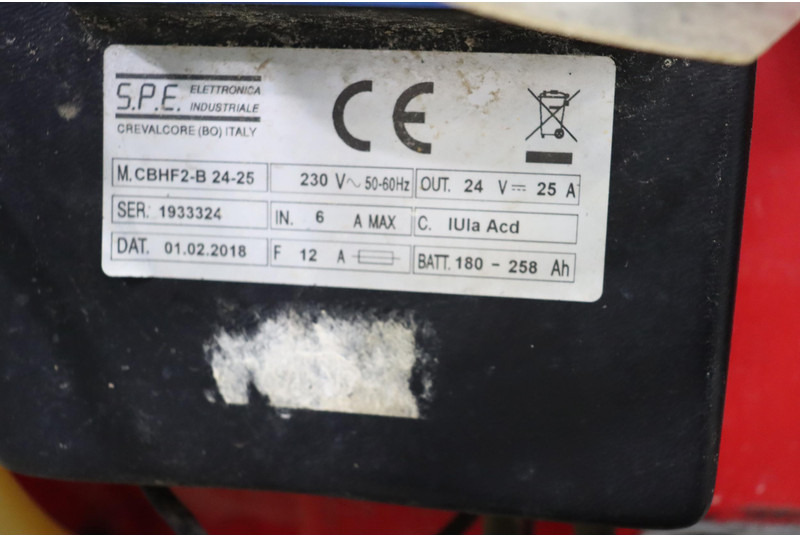 S.P.E. ELETTRONICA INDUSTRIALE
CREVALCORE (BO) ITALY
CE
M. CBHF2-B 24-25 230 V~ 50-60Hz OUT. 24 V⎓ 25 A
SER. 1933324 IN. 6 A MAX C. IUIa Acd
DAT. 01.02.2018 F 12 A BATT. 180 - 258 Ah